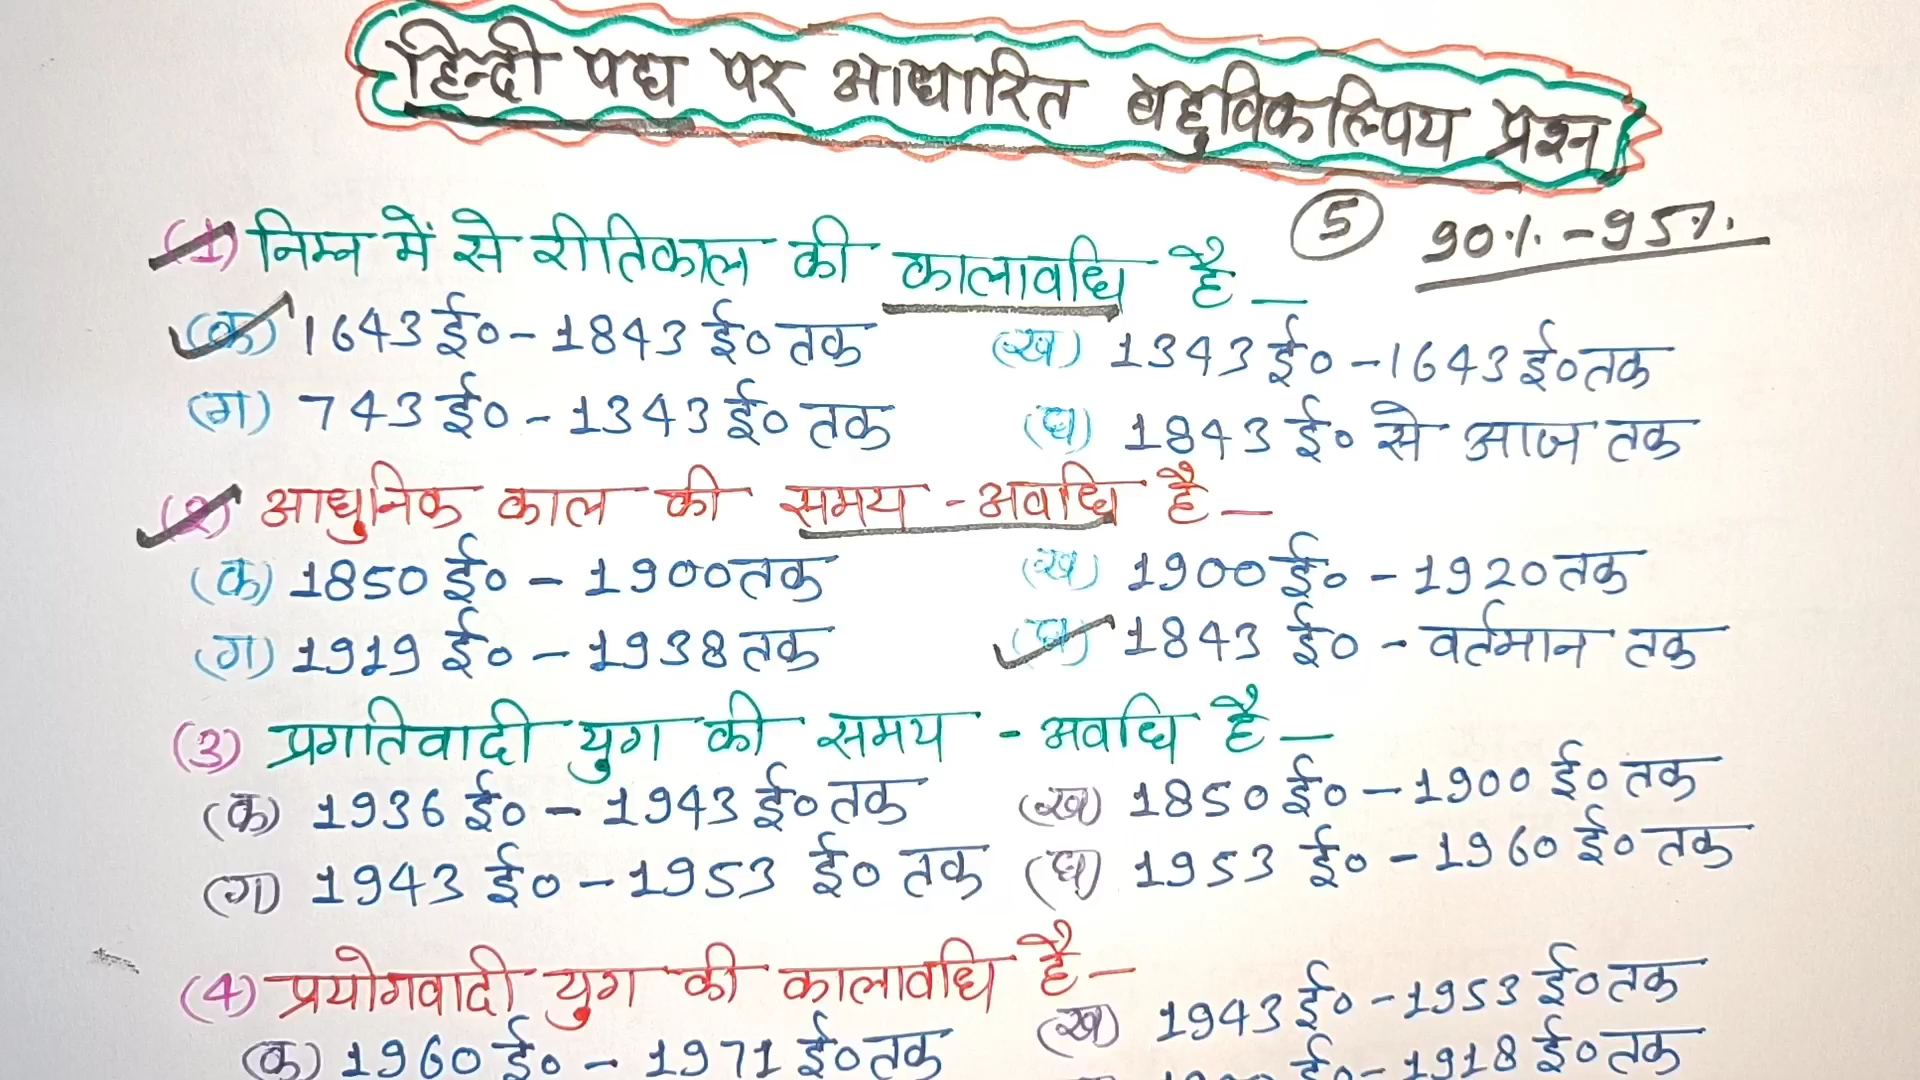 हिन्दी पद्य पर आधारित बहुविकल्पिय प्रश्न
5 90% - 95%
(1) निम्न में से रीतिकाल की कालावधि है –
(क) 1643 ई० - 1843 ई० तक (ख) 1343 ई० - 1643 ई० तक
(ग) 743 ई० - 1343 ई० तक (घ) 1843 ई० से आज तक
(2) आधुनिक काल की समय - अवधि है –
(क) 1850 ई० - 1900 तक (ख) 1900 ई० - 1920 तक
(ग) 1919 ई० - 1938 तक (घ) 1843 ई० - वर्तमान तक
(3) प्रगतिवादी युग की समय - अवधि है –
(क) 1936 ई० - 1943 ई० तक (ख) 1850 ई० - 1900 ई० तक
(ग) 1943 ई० - 1953 ई० तक (घ) 1953 ई० - 1960 ई० तक
(4) प्रयोगवादी युग की कालावधि है –
(क) 1960 ई० - 1971 ई० तक (ख) 1943 ई० - 1953 ई० तक
ई० - 1918 ई० तक